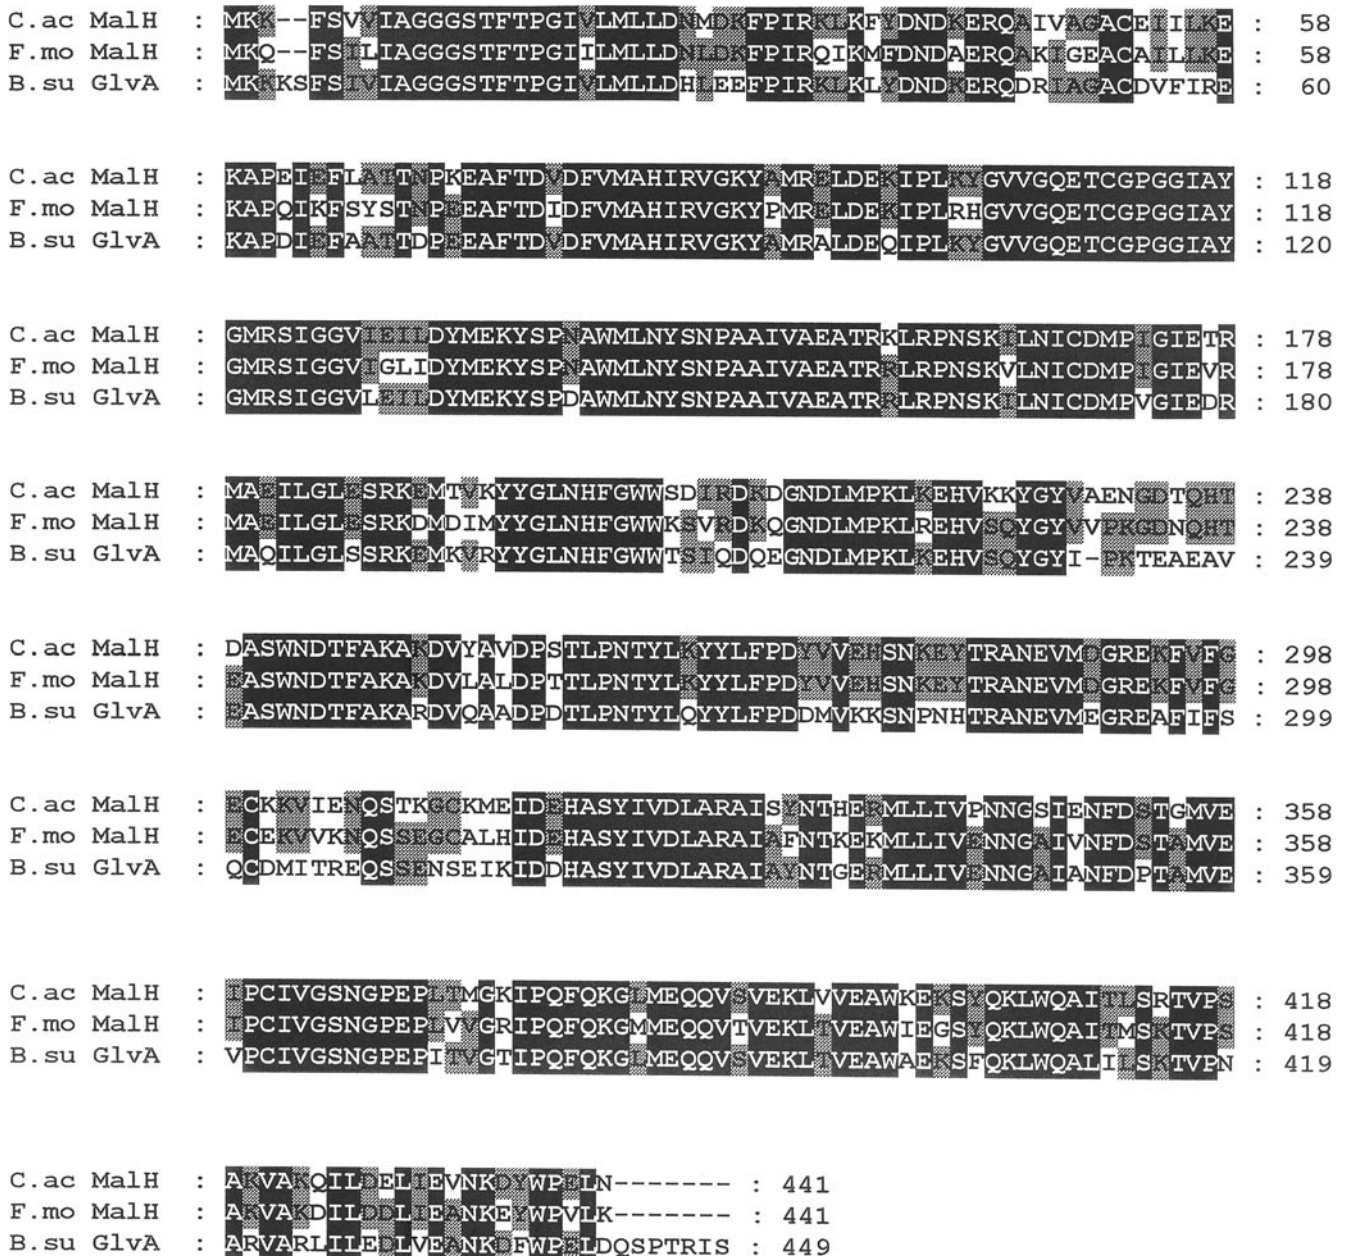 C.ac MalH : MKK--FSVVIAGGGSTFTPGIVLMLLDNMDKFPIRKLKFYDNDKERQAIVAGACEIILKE : 58
F.mo MalH : MKQ--FSILIAGGGSTFTPGIILMLLDNLDKFPIRQIKMFDNDAERQAKIGEACAILLKE : 58
B.su GlvA : MKKKSFSIVIAGGGSTFTPGIVLMLLDHLEEFPIRKLKLYDNDKERQDRIAGACDVFIRE : 60
C.ac MalH : KAPEIEFLATTNPKEAFTDVDFVMAHIRVGKYAMRELDEKIPLKYGVVGQETCGPGGIAY : 118
F.mo MalH : KAPQIKFSYSTNPEEAFTDIDFVMAHIRVGKYPMRELDEKIPLRHGVVGQETCGPGGIAY : 118
B.su GlvA : KAPDIEFAATTDPEEAFTDVDFVMAHIRVGKYAMRALDEQIPLKYGVVGQETCGPGGIAY : 120
C.ac MalH : GMRSIGGVIEILDYMEKYSPNAWMLNYSNPAAIVAEATRKLRPNSKILNICDMPIGIETR : 178
F.mo MalH : GMRSIGGVIGLIDYMEKYSPNAWMLNYSNPAAIVAEATRRLRPNSKVLNICDMPIGIEVR : 178
B.su GlvA : GMRSIGGVLEILDYMEKYSPDAWMLNYSNPAAIVAEATRRLRPNSKILNICDMPVGIEDR : 180
C.ac MalH : MAEILGLESRKEMTVKYYGLNHFGWWSDIRDKDGNDLMPKLKEHVKKYGYVAENGDTQHT : 238
F.mo MalH : MAEILGLESRKDMDIMYYGLNHFGWWKSVRDKQGNDLMPKLREHVSQYGYVVPKGDNQHT : 238
B.su GlvA : MAQILGLSSRKEMKVRYYGLNHFGWWTSIQDQEGNDLMPKLKEHVSQYGYI-PKTEAEAV : 239
C.ac MalH : DASWNDTFAKAKDVYAVDPSTLPNTYLKYYLFPDYVVEHSNKEYTRANEVMDGREKFVFG : 298
F.mo MalH : EASWNDTFAKAKDVLALDPTTLPNTYLKYYLFPDYVVEHSNKEYTRANEVMDGREKFVFG : 298
B.su GlvA : EASWNDTFAKARDVQAADPDTLPNTYLQYYLFPDDMVKKSNPNHTRANEVMEGREAFIFS : 299
C.ac MalH : ECKKVIENQSTKGCKMEIDEHASYIVDLARAISYNTHERMLLIVPNNGSIENFDSTGMVE : 358
F.mo MalH : ECEKVVKNQSSEGCALHIDEHASYIVDLARAIAFNTKEKMLLIVENNGAIVNFDSTAMVE : 358
B.su GlvA : QCDMITREQSSENSEIKIDDHASYIVDLARAIAYNTGERMLLIVENNGAIANFDPTAMVE : 359
C.ac MalH : IPCIVGSNGPEPLTMGKIPQFQKGLMEQQVSVEKLVVEAWKEKSYQKLWQAITLSRTVPS : 418
F.mo MalH : IPCIVGSNGPEPLVVGRIPQFQKGMMEQQVTVEKLTVEAWIEGSYQKLWQAITMSKTVPS : 418
B.su GlvA : VPCIVGSNGPEPITVGTIPQFQKGLMEQQVSVEKLTVEAWAEKSFQKLWQALILSKTVPN : 419
C.ac MalH : AKVAKQILDELIEVNKDYWPELN------- : 441
F.mo MalH : AKVAKDILDDLIEANKEYWPVLK------- : 441
B.su GlvA : ARVARLILEDLVEANKDFWPELDQSPTRIS : 449